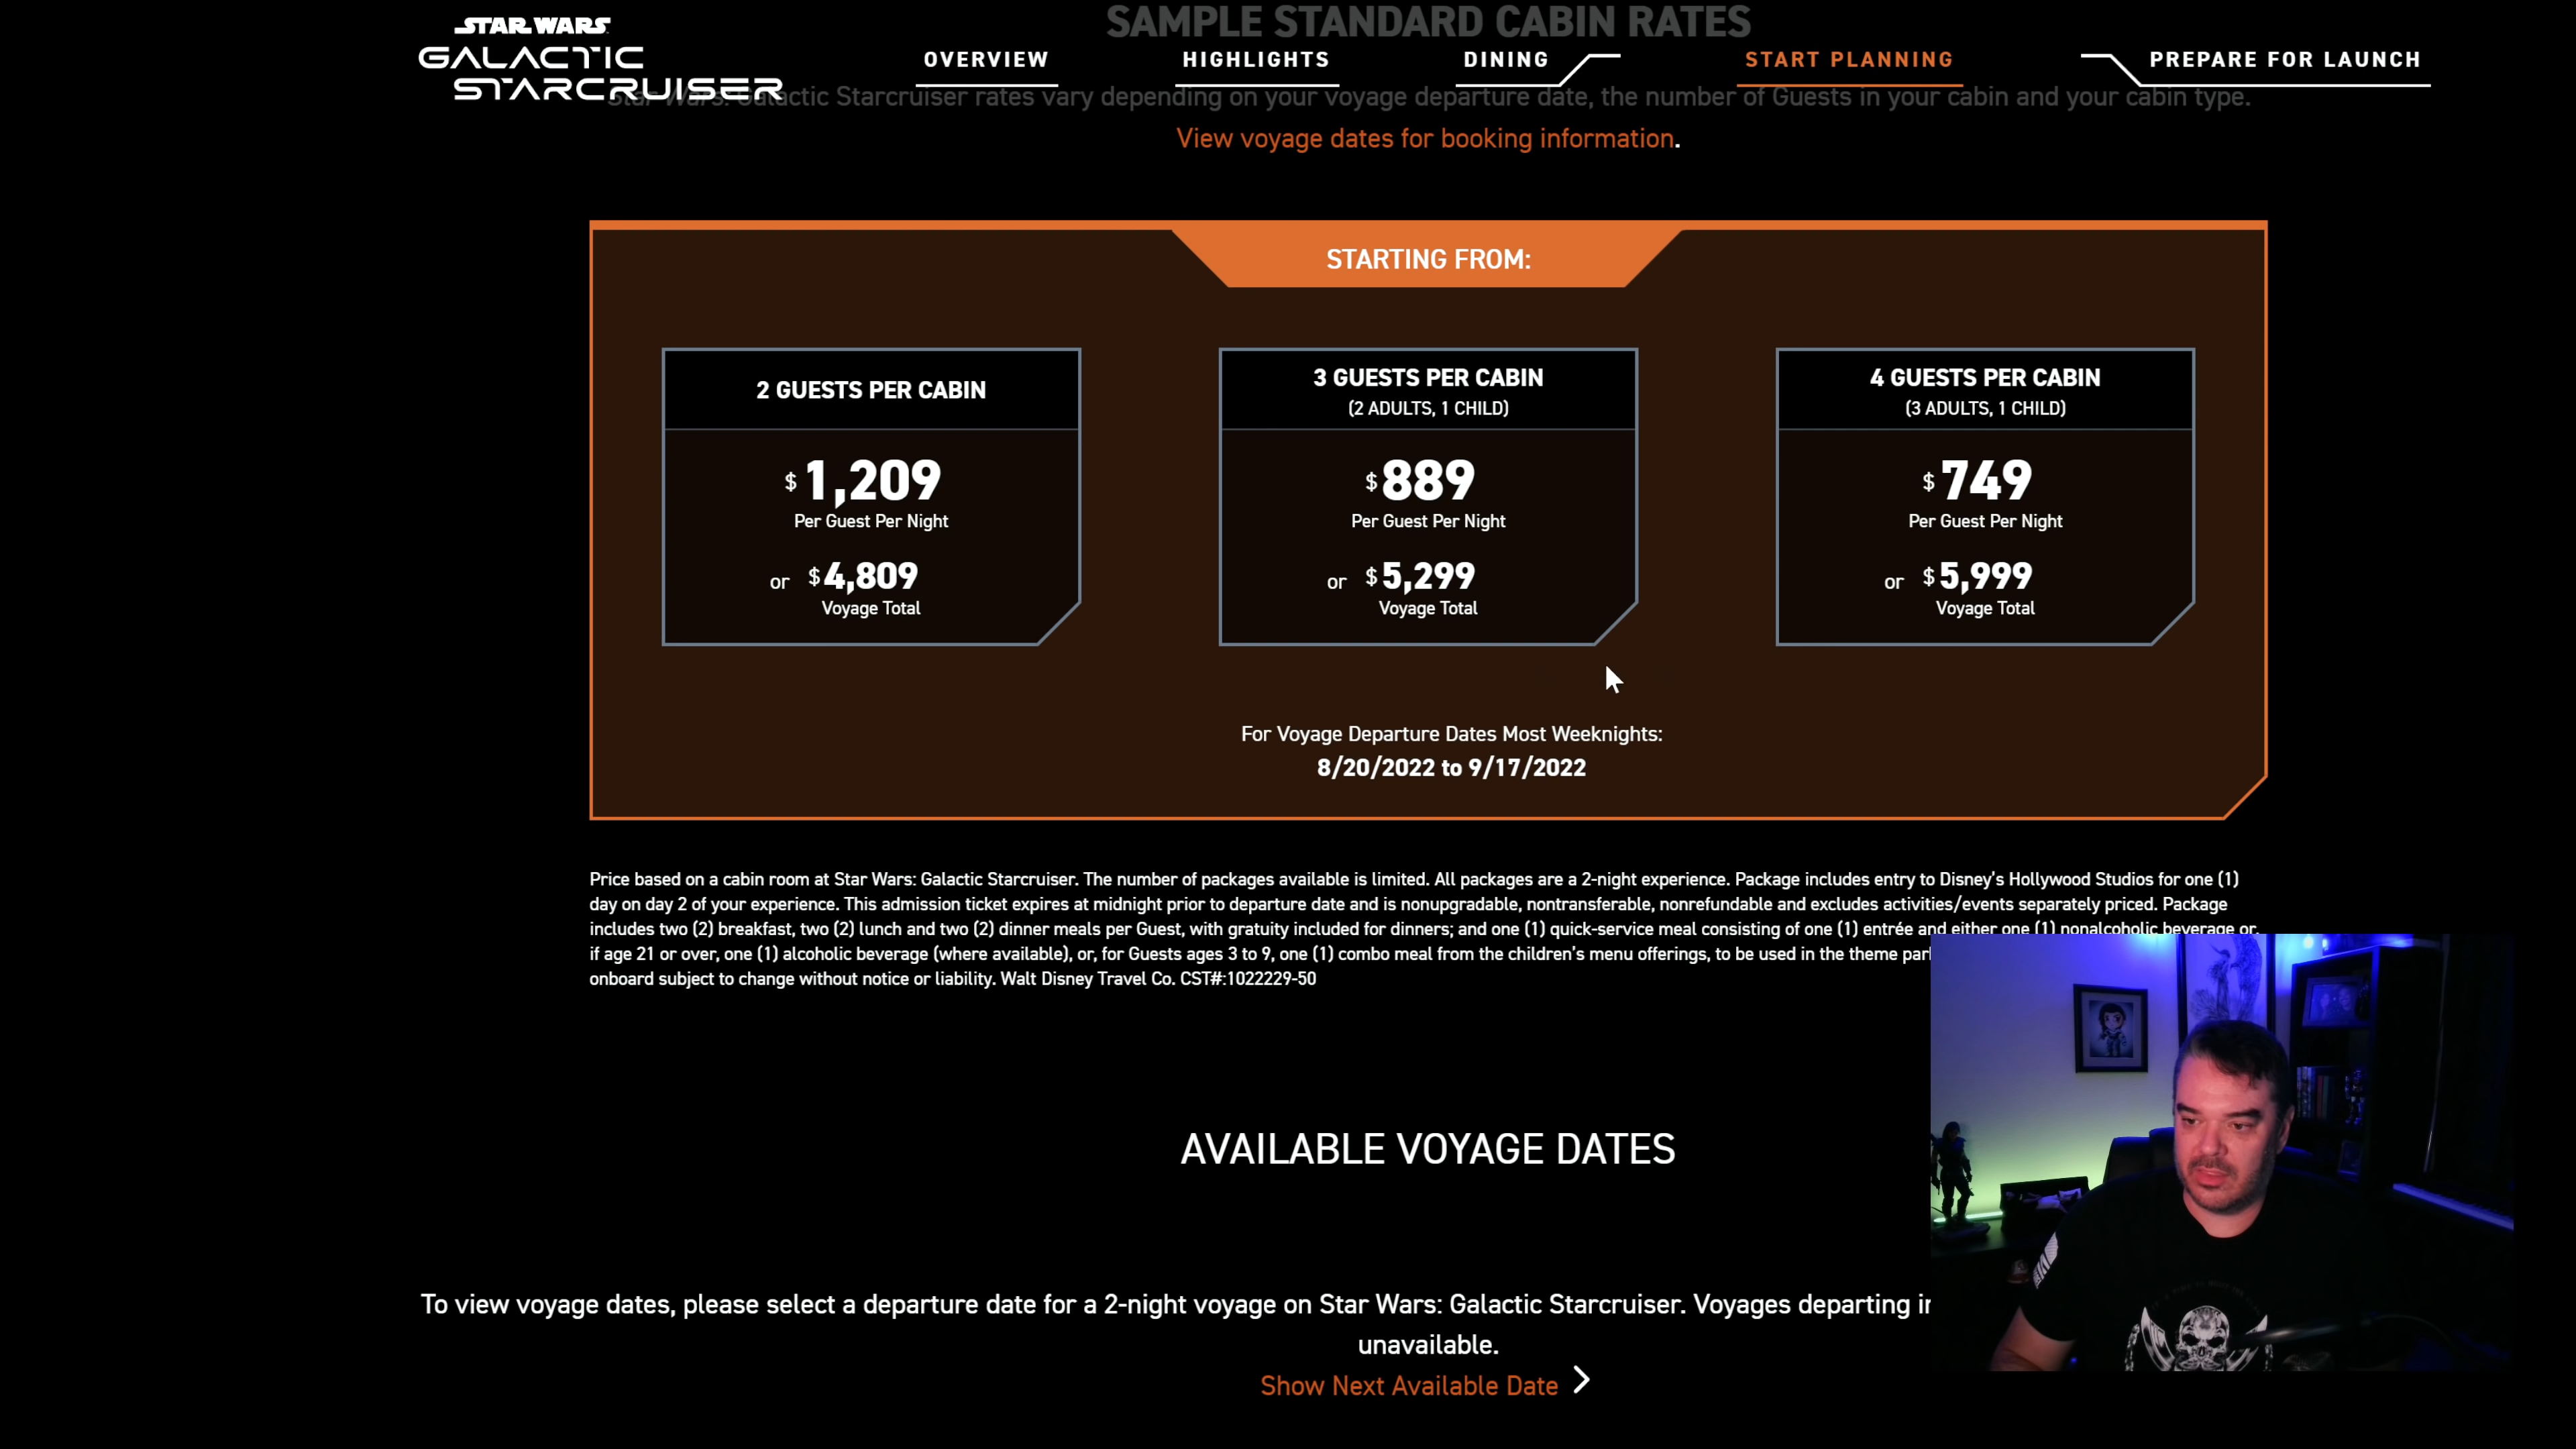 SAMPLE STANDARD CABIN RATES
STAR WARS
GALACTIC
STARCRUISER
OVERVIEW
HIGHLIGHTS
DINING
START PLANNING
PREPARE FOR LAUNCH
Star Wars: Galactic Starcruiser rates vary depending on your voyage departure date, the number of Guests in your cabin and your cabin type.
View voyage dates for booking information.
STARTING FROM:
2 GUESTS PER CABIN
$1,209
Per Guest Per Night
or $4,809
Voyage Total
3 GUESTS PER CABIN
(2 ADULTS, 1 CHILD)
$889
Per Guest Per Night
or $5,299
Voyage Total
4 GUESTS PER CABIN
(3 ADULTS, 1 CHILD)
$749
Per Guest Per Night
or $5,999
Voyage Total
For Voyage Departure Dates Most Weeknights:
8/20/2022 to 9/17/2022
Price based on a cabin room at Star Wars: Galactic Starcruiser. The number of packages available is limited. All packages are a 2-night experience. Package includes entry to Disney's Hollywood Studios for one (1)
day on day 2 of your experience. This admission ticket expires at midnight prior to departure date and is nonupgradable, nontransferable, nonrefundable and excludes activities/events separately priced. Package
includes two (2) breakfast, two (2) lunch and two (2) dinner meals per Guest, with gratuity included for dinners; and one (1) quick-service meal consisting of one (1) entrée and either one (1) nonalcoholic beverage or,
if age 21 or over, one (1) alcoholic beverage (where available), or, for Guests ages 3 to 9, one (1) combo meal from the children's menu offerings, to be used in the theme
onboard subject to change without notice or liability. Walt Disney Travel Co. CST#:1022229-50
AVAILABLE VOYAGE DATES
To view voyage dates, please select a departure date for a 2-night voyage on Star Wars: Galactic Starcruiser. Voyages departing
unavailable.
Show Next Available Date